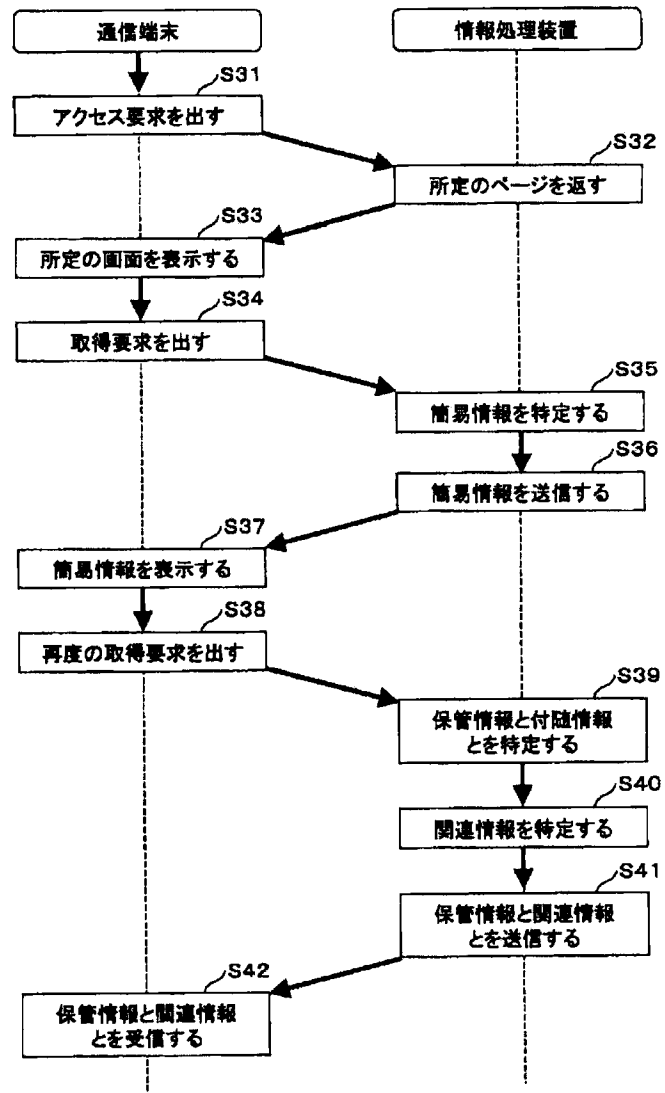 通信端末
情報処理装置
S31
アクセス要求を出す
S32
所定のページを返す
S33
所定の画面を表示する
S34
取得要求を出す
S35
簡易情報を特定する
S36
簡易情報を送信する
S37
簡易情報を表示する
S38
再度の取得要求を出す
S39
保管情報と付随情報
とを特定する
S40
関連情報を特定する
S41
保管情報と関連情報
とを送信する
S42
保管情報と関連情報
とを受信する